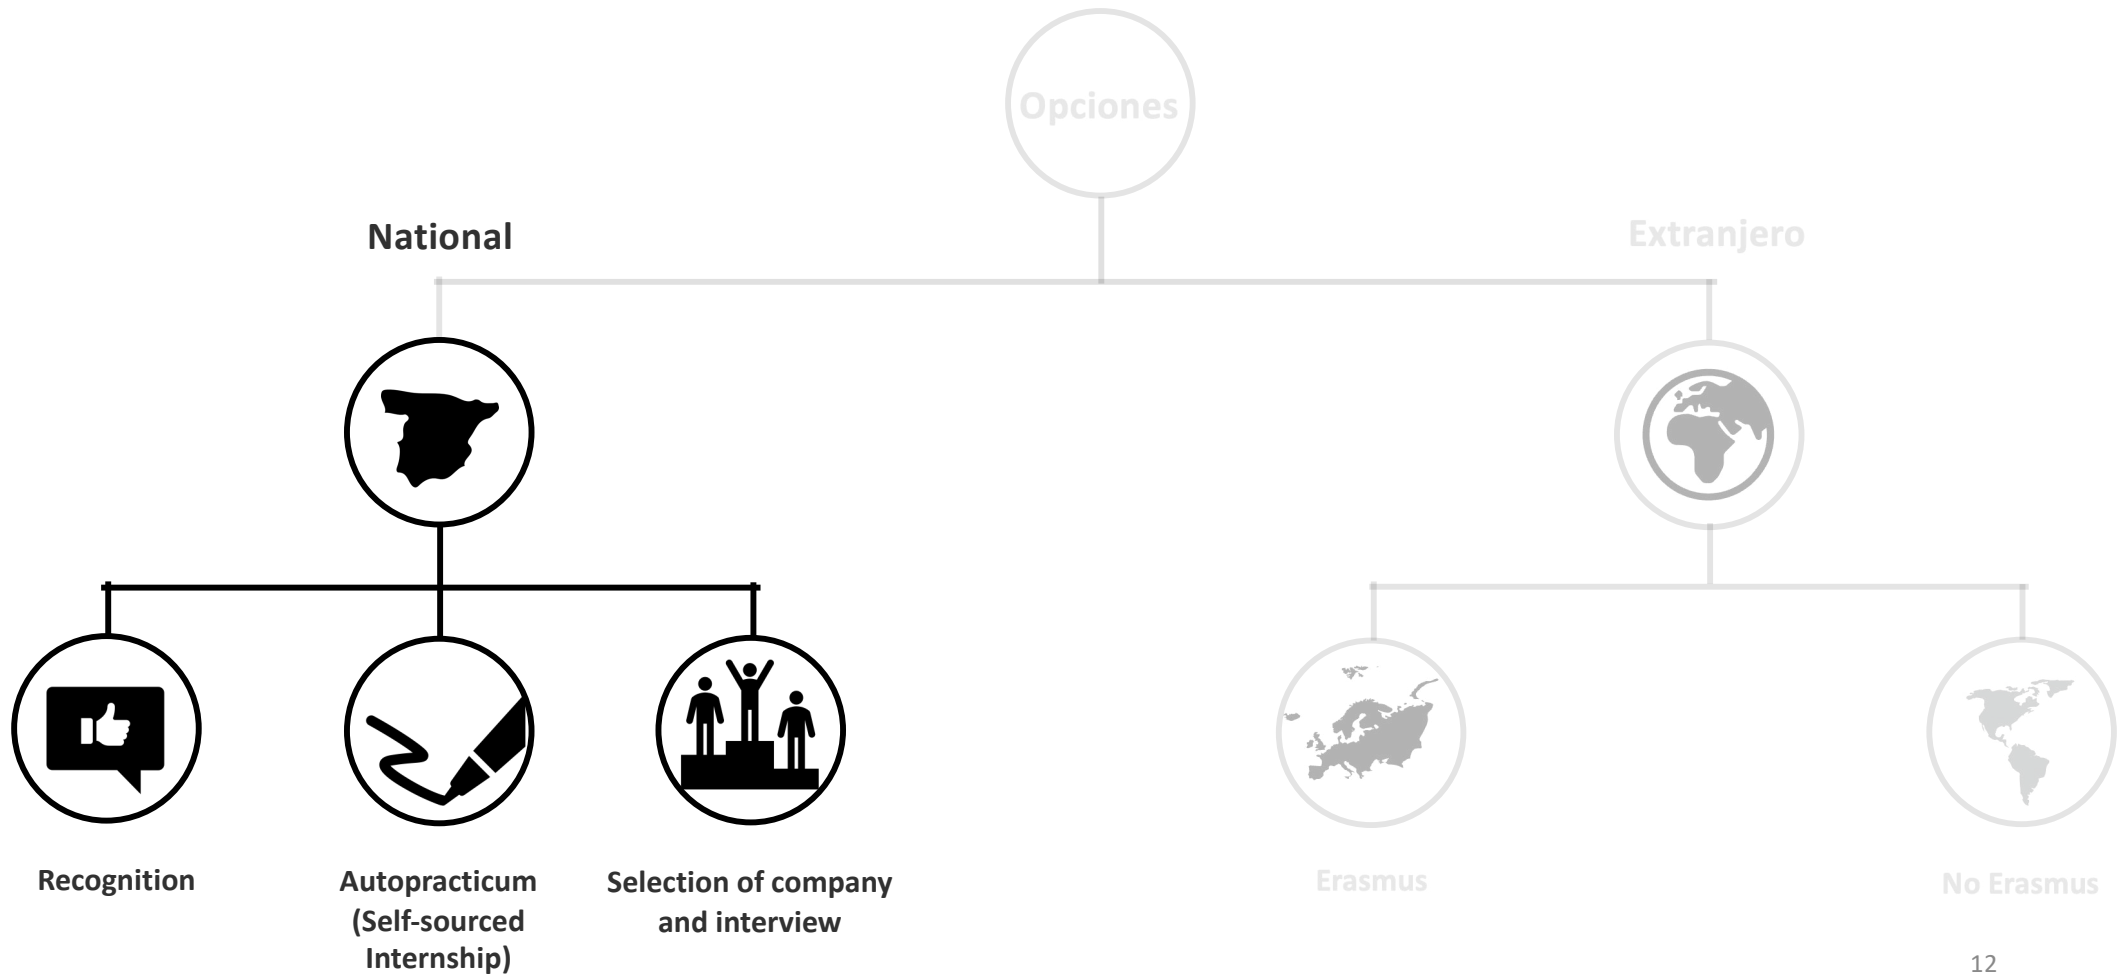 Opciones
National
Extranjero
Recognition
Autopracticum
(Self-sourced
Internship)
Selection of company
and interview
Erasmus
No Erasmus
12